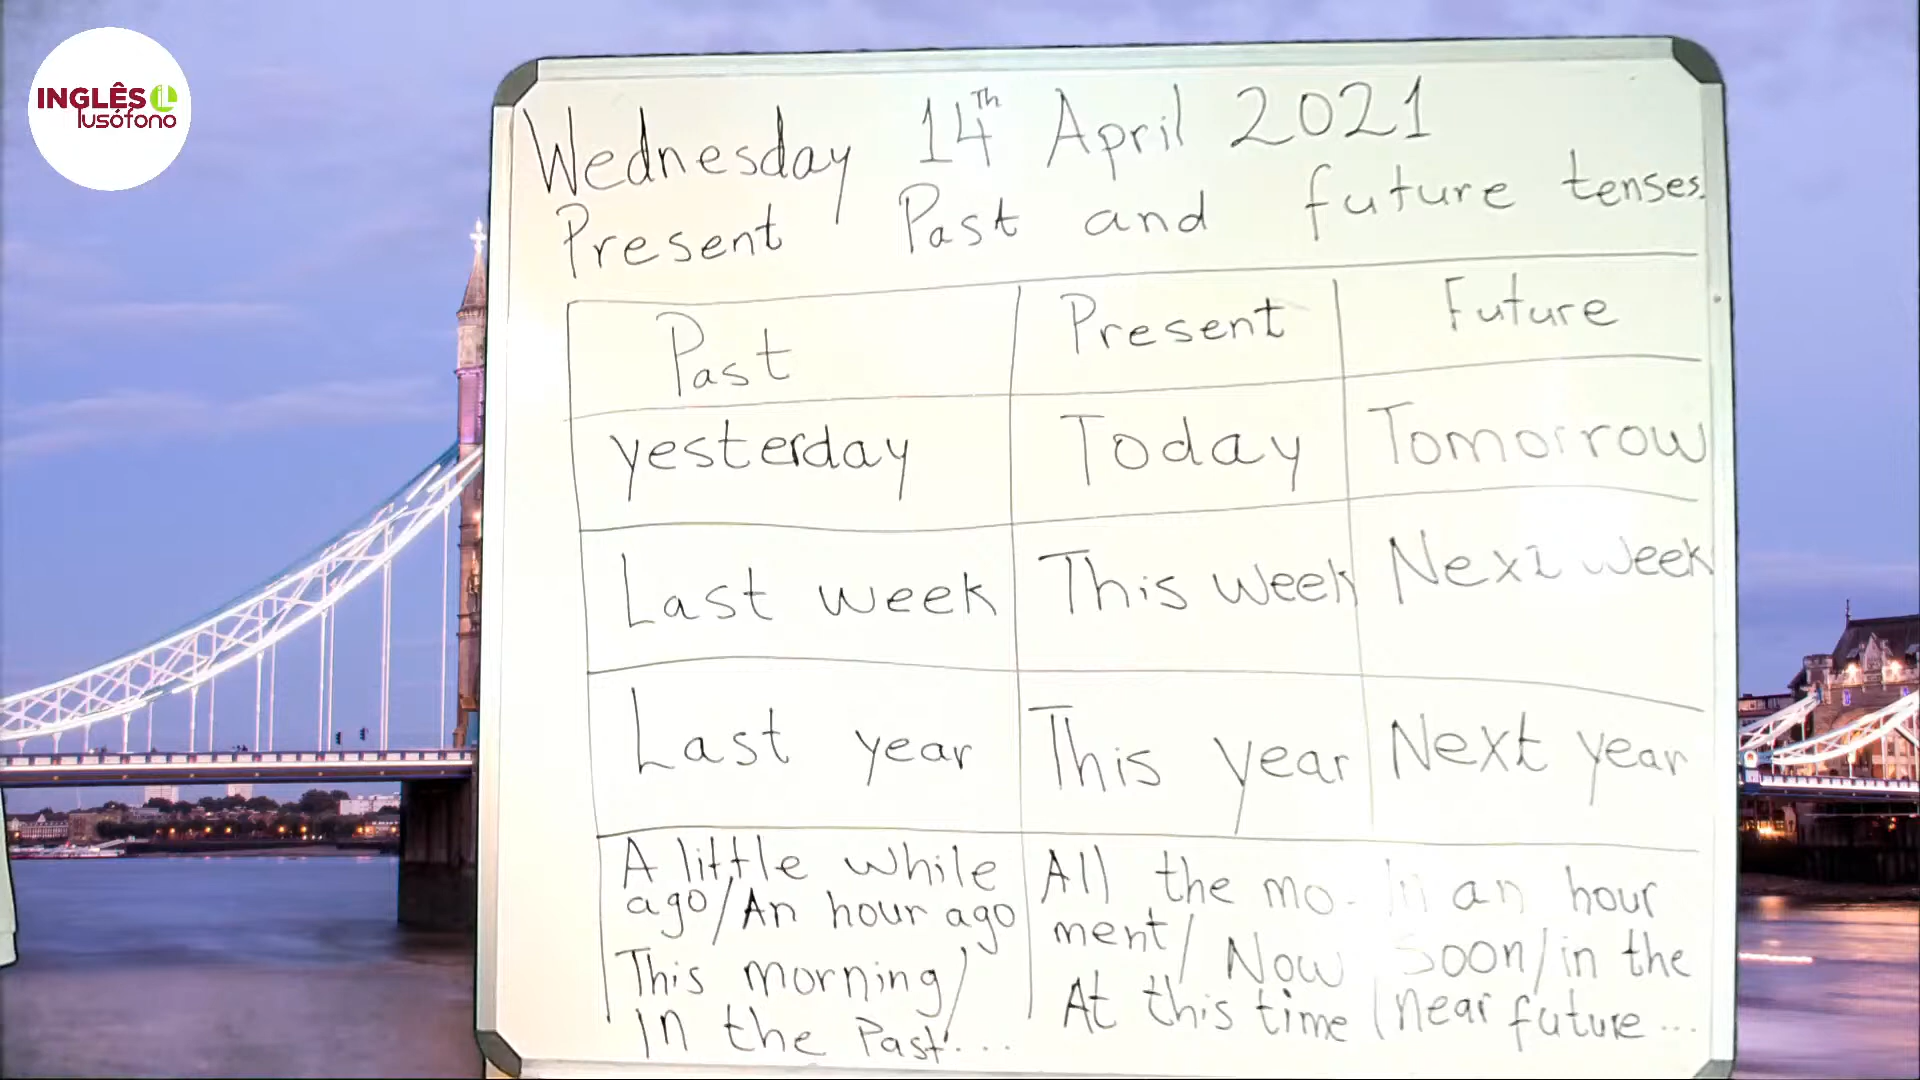 INGLÊS
lusófono
Wednesday 14Th April 2021
Present Past and future tenses.
Past Present Future
yesterday Today Tomorrow
Last week This week Next week
Last year This year Next year
A little while
ago/An hour ago
This morning/
In the Past....
All the mo-
ment/ Now
At this time
In an hour
Soon/in the
near future...